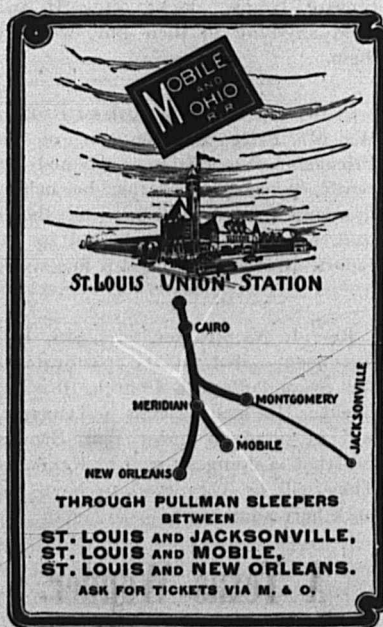 MOBILE
AND
OHIO
R.R.
ST. LOUIS UNION STATION
CAIRO
MONTGOMERY
MERIDIAN
JACKSONVILLE
MOBILE
NEW ORLEANS
THROUGH PULLMAN SLEEPERS
BETWEEN
ST. LOUIS AND JACKSONVILLE,
ST. LOUIS AND MOBILE,
ST. LOUIS AND NEW ORLEANS.
ASK FOR TICKETS VIA M. & O.